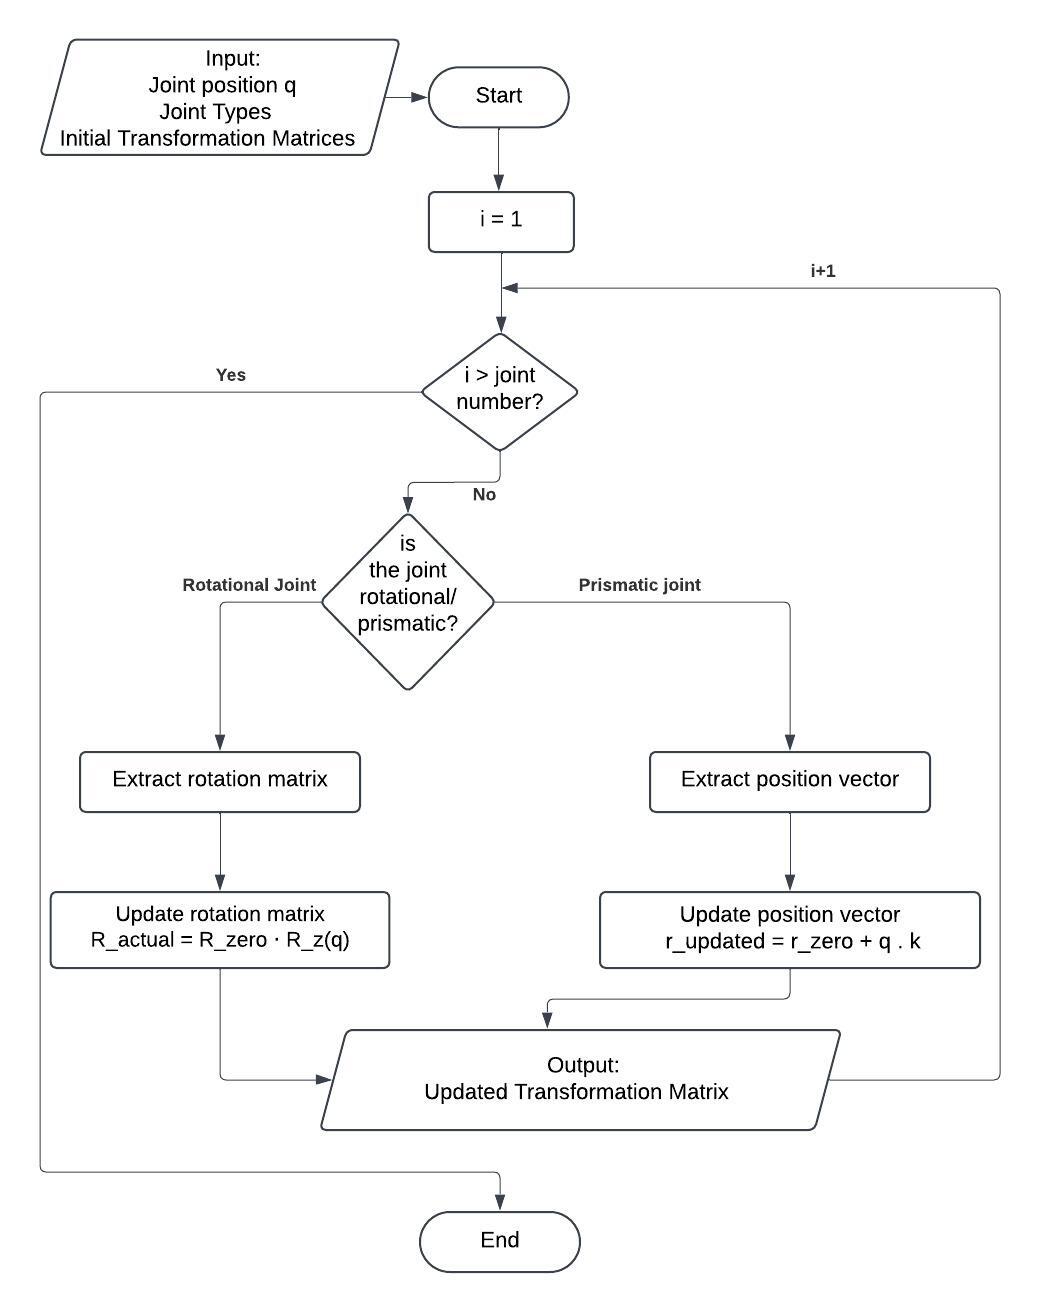 Input:
Joint position q
Joint Types
Initial Transformation Matrices
Start
i = 1
i+1
i > joint
number?
Yes
No
is
the joint
rotational/
prismatic?
Rotational Joint
Prismatic joint
Extract rotation matrix
Extract position vector
Update rotation matrix
R_actual = R_zero · R_z(q)
Update position vector
r_updated = r_zero + q . k
Output:
Updated Transformation Matrix
End